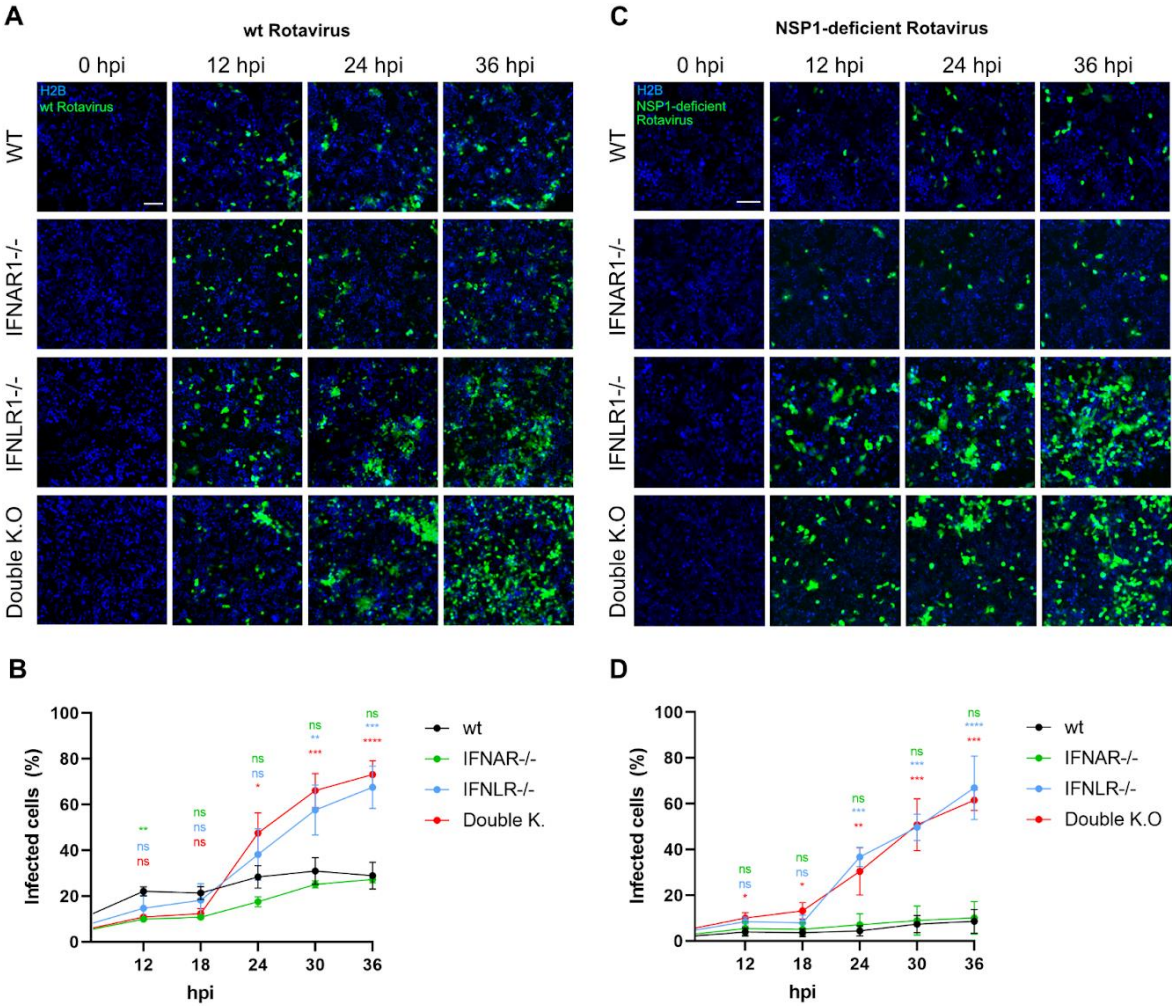 A
wt Rotavirus
0 hpi 12 hpi 24 hpi 36 hpi
H2B
wt Rotavirus
WT
IFNAR1-/-
IFNLR1-/-
Double K.O
C
NSP1-deficient Rotavirus
0 hpi 12 hpi 24 hpi 36 hpi
H2B
NSP1-deficient
Rotavirus
WT
IFNAR1-/-
IFNLR1-/-
Double K.O
B
Infected cells (%)
100
80
60
40
20
0
**
ns
ns
ns
ns
ns
ns
ns
*
ns
**
***
ns
***
****
12 18 24 30 36
hpi
wt
IFNAR-/-
IFNLR-/-
Double K.
D
Infected cells (%)
100
80
60
40
20
0
ns
ns
*
ns
ns
*
ns
***
**
ns
***
***
ns
****
***
12 18 24 30 36
hpi
wt
IFNAR-/-
IFNLR-/-
Double K.O